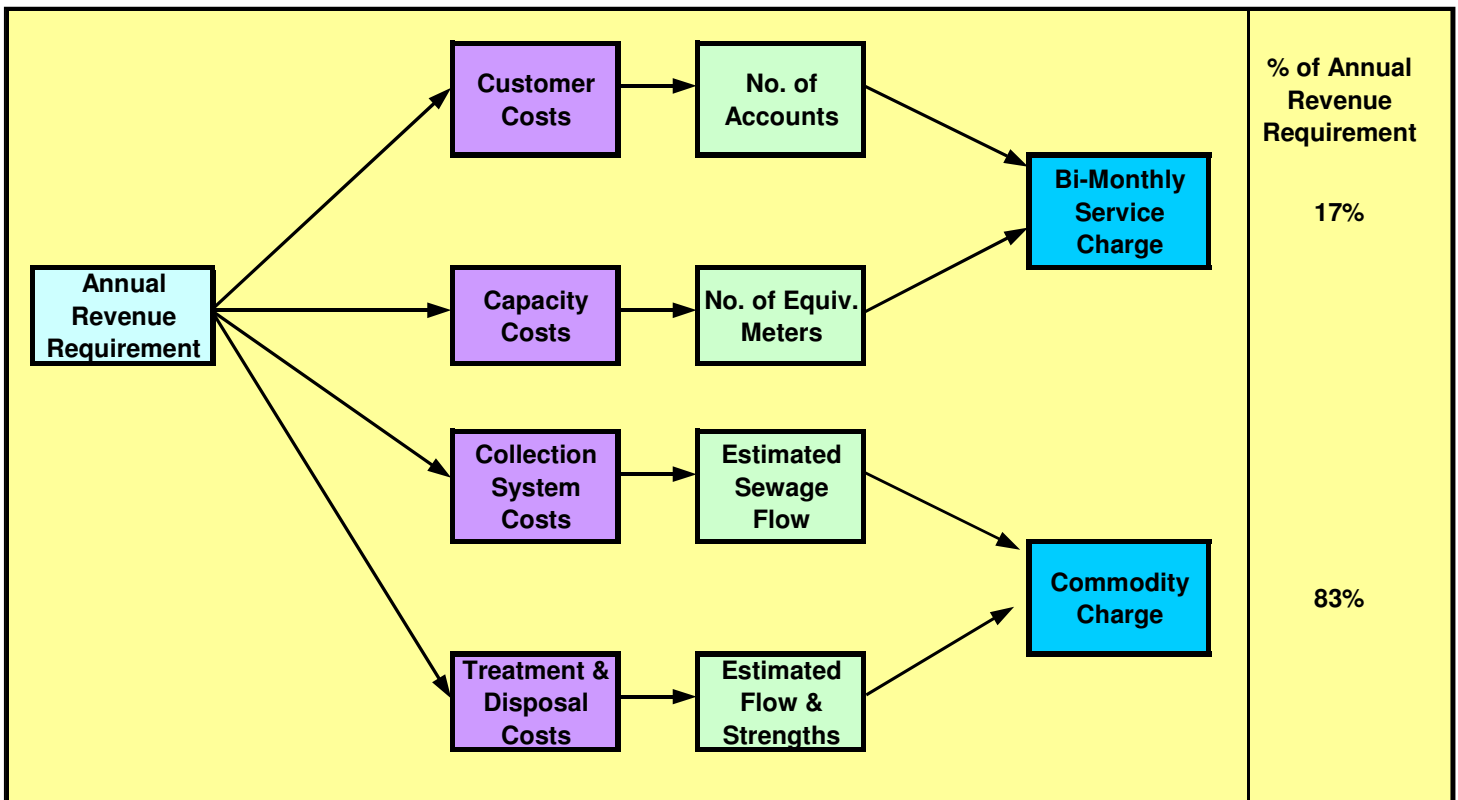 Customer
Costs
No. of
Accounts
% of Annual
Revenue
Requirement
Bi-Monthly
Service
Charge
17%
Annual
Revenue
Requirement
Capacity
Costs
No. of Equiv.
Meters
Collection
System
Costs
Estimated
Sewage
Flow
Commodity
Charge
83%
Treatment &
Disposal
Costs
Estimated
Flow &
Strengths